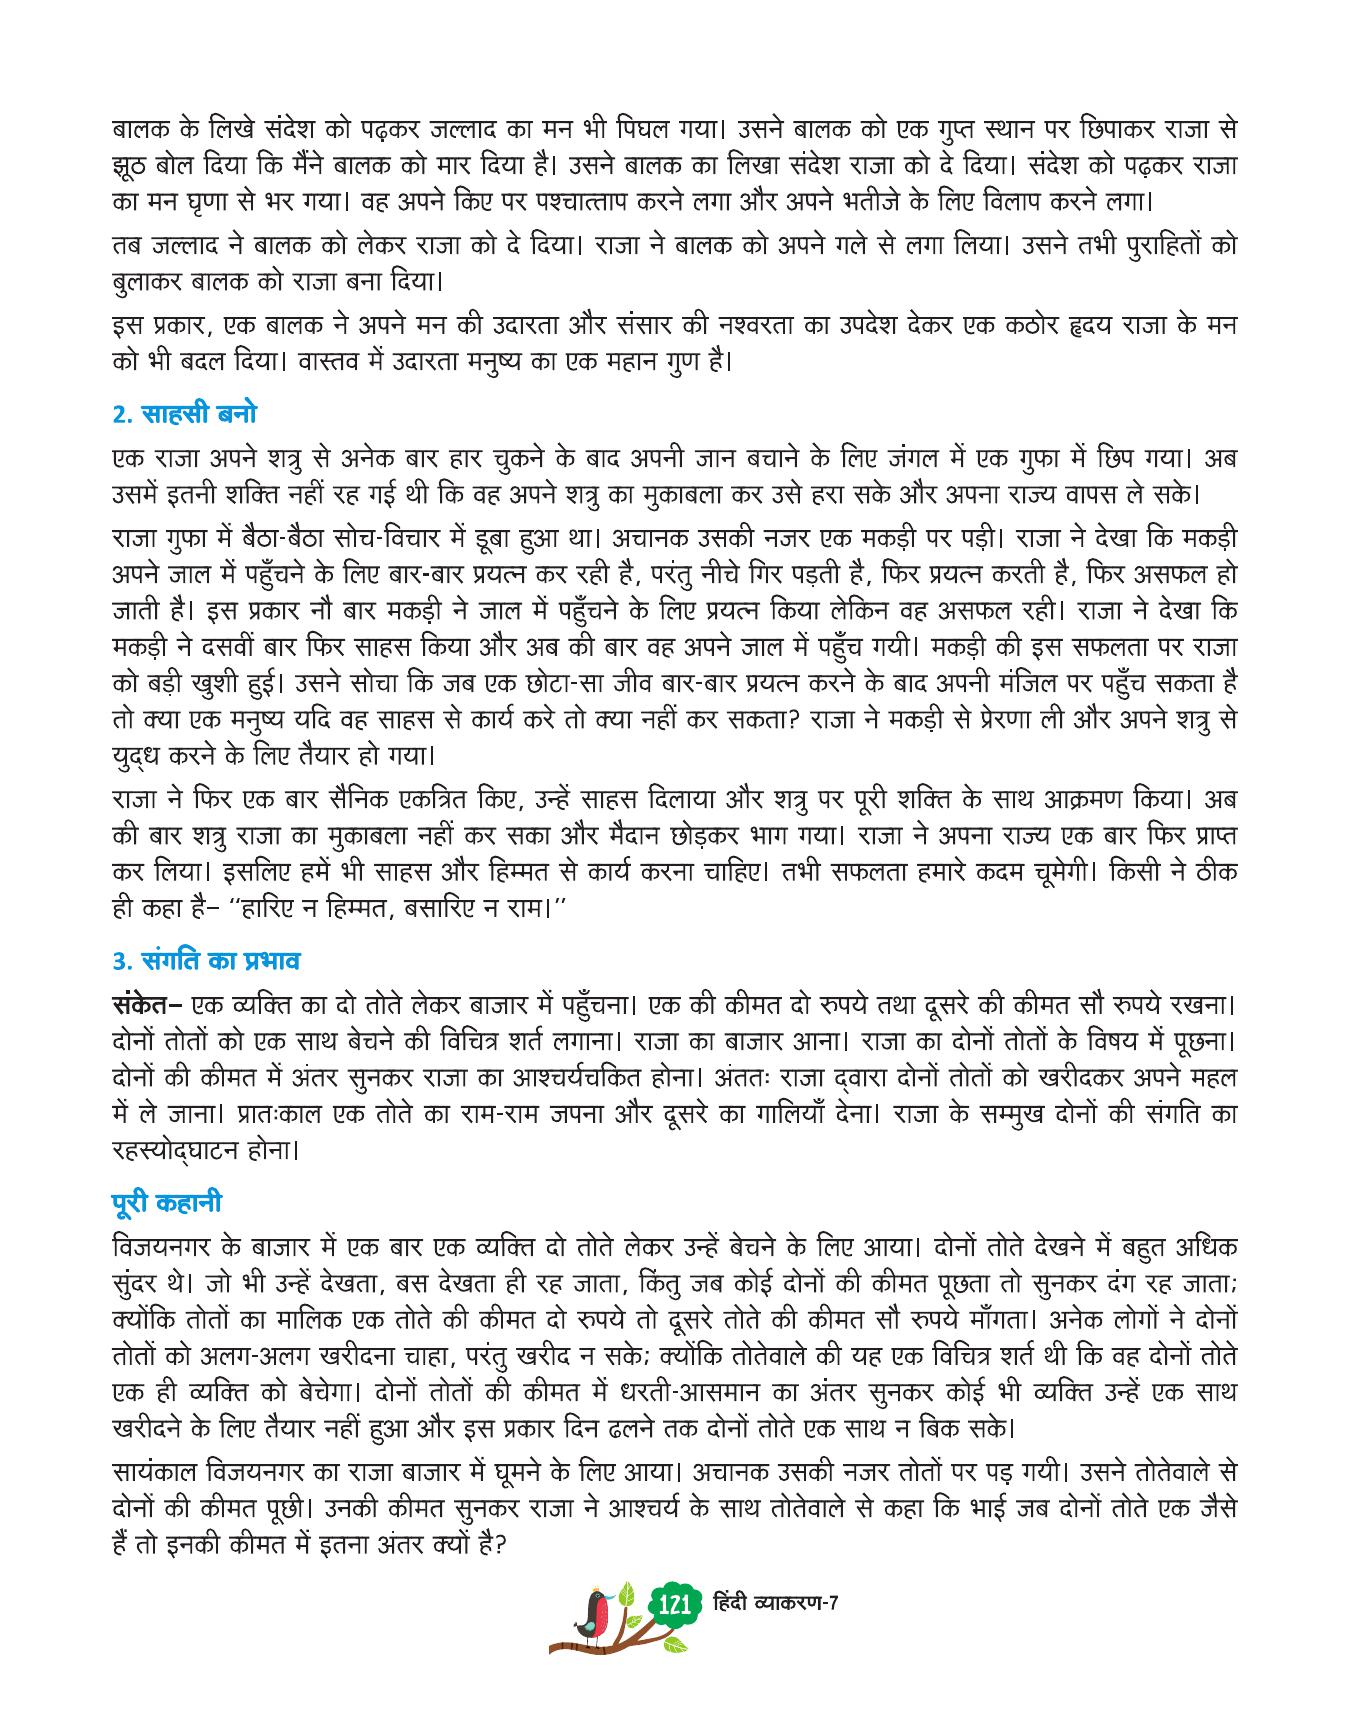 बालक के लिखे संदेश को पढ़कर जल्लाद का मन भी पिघल गया। उसने बालक को एक गुप्त स्थान पर छिपाकर राजा से
झूठ बोल दिया कि मैंने बालक को मार दिया है। उसने बालक का लिखा संदेश राजा को दे दिया। संदेश को पढ़कर राजा
का मन घृणा से भर गया। वह अपने किए पर पश्चात्ताप करने लगा और अपने भतीजे के लिए विलाप करने लगा।
तब जल्लाद ने बालक को लेकर राजा को दे दिया। राजा ने बालक को अपने गले से लगा लिया। उसने तभी पुराहितों को
बुलाकर बालक को राजा बना दिया।
इस प्रकार, एक बालक ने अपने मन की उदारता और संसार की नश्वरता का उपदेश देकर एक कठोर हृदय राजा के मन
को भी बदल दिया। वास्तव में उदारता मनुष्य का एक महान गुण है।
2. साहसी बनो
एक राजा अपने शत्रु से अनेक बार हार चुकने के बाद अपनी जान बचाने के लिए जंगल में एक गुफा में छिप गया। अब
उसमें इतनी शक्ति नहीं रह गई थी कि वह अपने शत्रु का मुकाबला कर उसे हरा सके और अपना राज्य वापस ले सके।
राजा गुफा में बैठा-बैठा सोच-विचार में डूबा हुआ था। अचानक उसकी नजर एक मकड़ी पर पड़ी। राजा ने देखा कि मकड़ी
अपने जाल में पहुँचने के लिए बार-बार प्रयत्न कर रही है, परंतु नीचे गिर पड़ती है, फिर प्रयत्न करती है, फिर असफल हो
जाती है। इस प्रकार नौ बार मकड़ी ने जाल में पहुँचने के लिए प्रयत्न किया लेकिन वह असफल रही। राजा ने देखा कि
मकड़ी ने दसवीं बार फिर साहस किया और अब की बार वह अपने जाल में पहुँच गयी। मकड़ी की इस सफलता पर राजा
को बड़ी खुशी हुई। उसने सोचा कि जब एक छोटा-सा जीव बार-बार प्रयत्न करने के बाद अपनी मंजिल पर पहुँच सकता है
तो क्या एक मनुष्य यदि वह साहस से कार्य करे तो क्या नहीं कर सकता? राजा ने मकड़ी से प्रेरणा ली और अपने शत्रु से
युद्ध करने के लिए तैयार हो गया।
राजा ने फिर एक बार सैनिक एकत्रित किए, उन्हें साहस दिलाया और शत्रु पर पूरी शक्ति के साथ आक्रमण किया। अब
की बार शत्रु राजा का मुकाबला नहीं कर सका और मैदान छोड़कर भाग गया। राजा ने अपना राज्य एक बार फिर प्राप्त
कर लिया। इसलिए हमें भी साहस और हिम्मत से कार्य करना चाहिए। तभी सफलता हमारे कदम चूमेगी। किसी ने ठीक
ही कहा है– “हारिए न हिम्मत, बसारिए न राम।”
3. संगति का प्रभाव
संकेत– एक व्यक्ति का दो तोते लेकर बाजार में पहुँचना। एक की कीमत दो रुपये तथा दूसरे की कीमत सौ रुपये रखना।
दोनों तोतों को एक साथ बेचने की विचित्र शर्त लगाना। राजा का बाजार आना। राजा का दोनों तोतों के विषय में पूछना।
दोनों की कीमत में अंतर सुनकर राजा का आश्चर्यचकित होना। अंततः राजा द्वारा दोनों तोतों को खरीदकर अपने महल
में ले जाना। प्रातःकाल एक तोते का राम-राम जपना और दूसरे का गालियाँ देना। राजा के सम्मुख दोनों की संगति का
रहस्योद्घाटन होना।
पूरी कहानी
विजयनगर के बाजार में एक बार एक व्यक्ति दो तोते लेकर उन्हें बेचने के लिए आया। दोनों तोते देखने में बहुत अधिक
सुंदर थे। जो भी उन्हें देखता, बस देखता ही रह जाता, किंतु जब कोई दोनों की कीमत पूछता तो सुनकर दंग रह जाता;
क्योंकि तोतों का मालिक एक तोते की कीमत दो रुपये तो दूसरे तोते की कीमत सौ रुपये माँगता। अनेक लोगों ने दोनों
तोतों को अलग-अलग खरीदना चाहा, परंतु खरीद न सके; क्योंकि तोतेवाले की यह एक विचित्र शर्त थी कि वह दोनों तोते
एक ही व्यक्ति को बेचेगा। दोनों तोतों की कीमत में धरती-आसमान का अंतर सुनकर कोई भी व्यक्ति उन्हें एक साथ
खरीदने के लिए तैयार नहीं हुआ और इस प्रकार दिन ढलने तक दोनों तोते एक साथ न बिक सके।
सायंकाल विजयनगर का राजा बाजार में घूमने के लिए आया। अचानक उसकी नजर तोतों पर पड़ गयी। उसने तोतेवाले से
दोनों की कीमत पूछी। उनकी कीमत सुनकर राजा ने आश्चर्य के साथ तोतेवाले से कहा कि भाई जब दोनों तोते एक जैसे
हैं तो इनकी कीमत में इतना अंतर क्यों है?
121 हिंदी व्याकरण-7